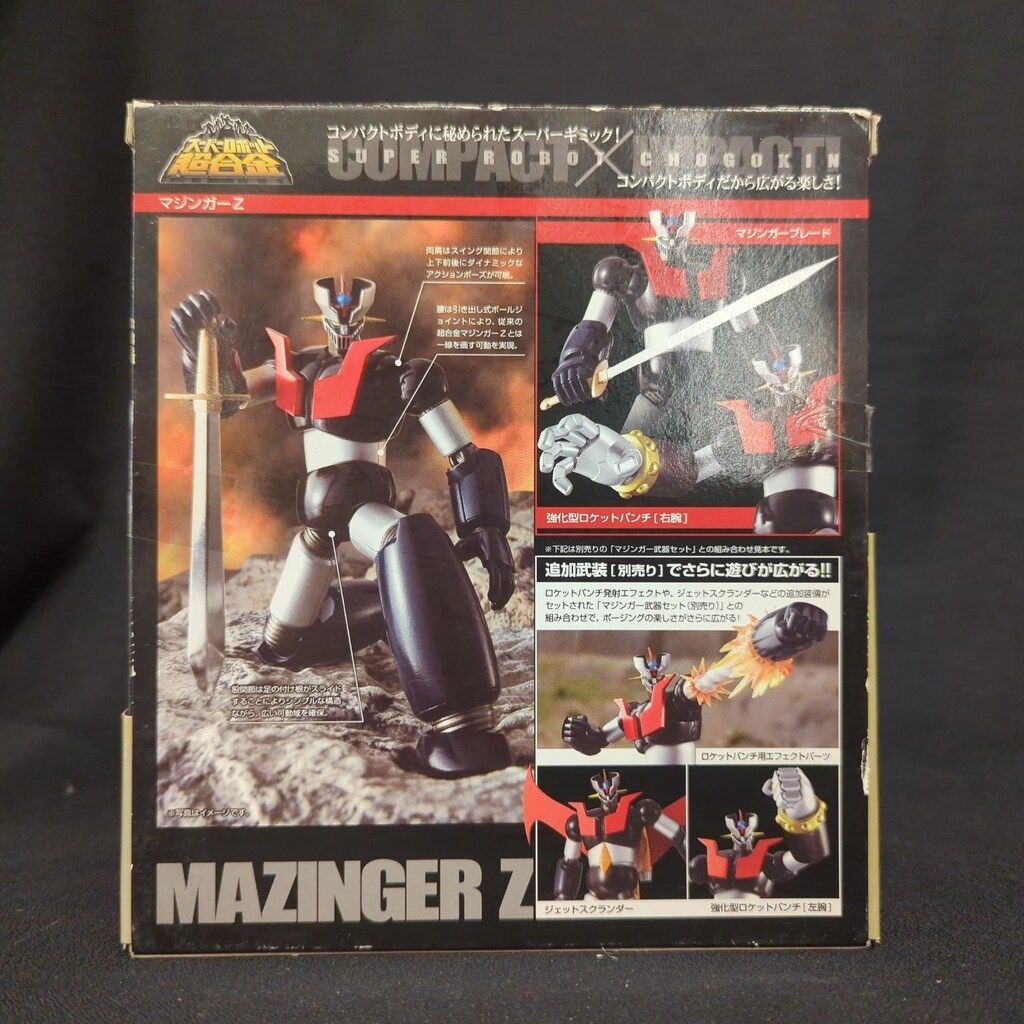 スーパーロボット
超合金
コンパクトボディに秘められたスーパーギミック!
COMPACT×IMPACT!
SUPER ROBOT CHOGOKIN
コンパクトボディだから広がる楽しさ!
マジンガーZ
両肩はスイング関節により
上下前後にダイナミックな
アクションポーズが可能。
腰は引き出し式ボールジ
ョイントにより、従来の
超合金マジンガーZとは
一線を画す可動を実現。
股関節は足の付け根がスライド
することによりシンプルな構造
ながら、広い可動域を確保。
※写真はイメージです。
MAZINGER Z
マジンガーブレード
強化型ロケットパンチ[右腕]
※下記は別売りの「マジンガー武器セット」との組み合わせ見本です。
追加武装[別売り]でさらに遊びが広がる!!
ロケットパンチ発射エフェクトや、ジェットスクランダーなどの追加装備が
セットされた「マジンガー武器セット(別売り)」との
組み合わせで、ポージングの楽しさがさらに広がる!
ロケットパンチ用エフェクトパーツ
ジェットスクランダー
強化型ロケットパンチ[左腕]